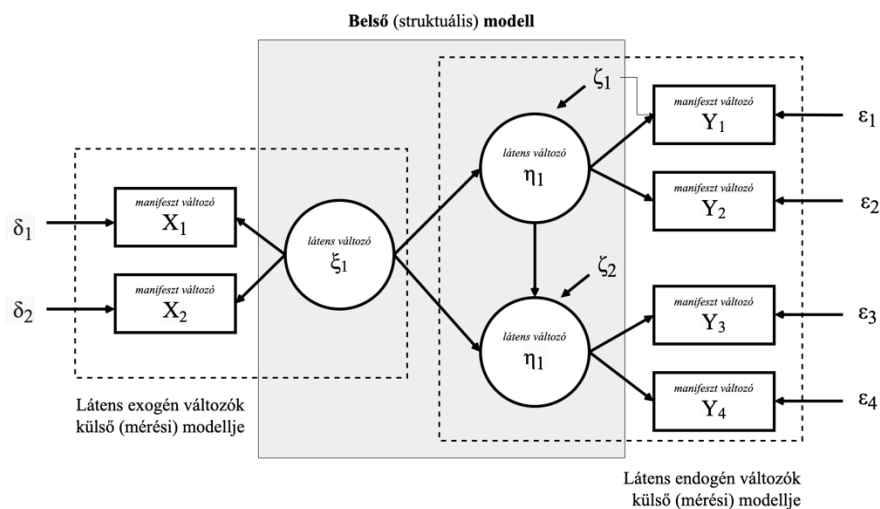 Belső (struktuális) modell
ζ1
manifeszt változó
Y1
ε1
látens változó
η1
manifeszt változó
Y2
ε2
δ1
manifeszt változó
X1
látens változó
ξ1
δ2
manifeszt változó
X2
ζ2
manifeszt változó
Y3
ε3
látens változó
η1
manifeszt változó
Y4
ε4
Látens exogén változók
külső (mérési) modellje
Látens endogén változók
külső (mérési) modellje